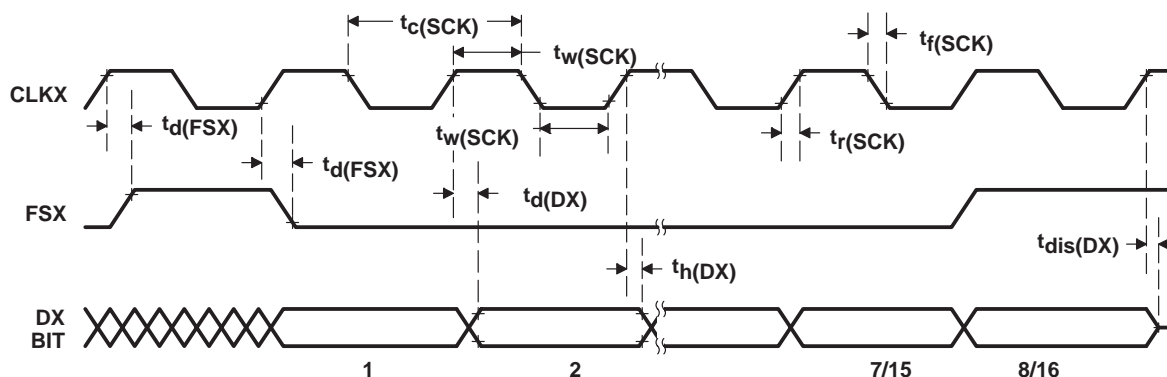 tc(SCK)
tw(SCK)
tf(SCK)
CLKX
td(FSX)
tw(SCK)
tr(SCK)
td(FSX)
td(DX)
FSX
tdis(DX)
th(DX)
DX
BIT
1
2
7/15
8/16